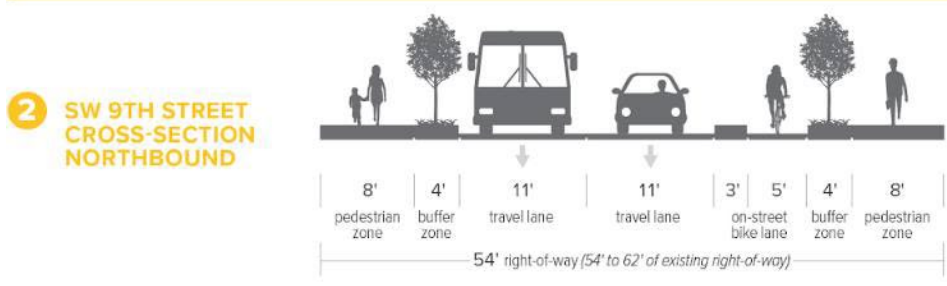 2 SW 9TH STREET
CROSS-SECTION
NORTHBOUND
8' 4' 11' 11' 3' 5' 4' 8'
pedestrian zone buffer zone travel lane travel lane on-street bike lane buffer zone pedestrian zone
54' right-of-way (54' to 62' of existing right-of-way)